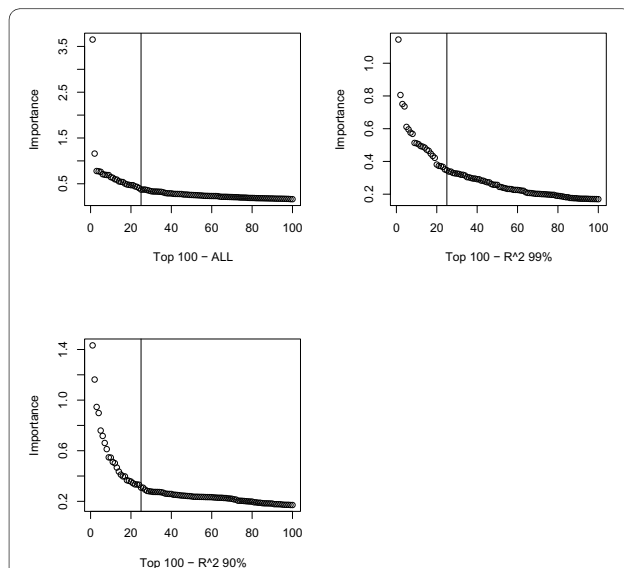 Importance
0.5
1.5
2.5
3.5
0 20 40 60 80 100
Top 100 − ALL
Importance
0.2 0.4 0.6 0.8 1.0
0 20 40 60 80 100
Top 100 − R^2 99%
Importance
0.2 0.6 1.0 1.4
0 20 40 60 80 100
Top 100 − R^2 90%